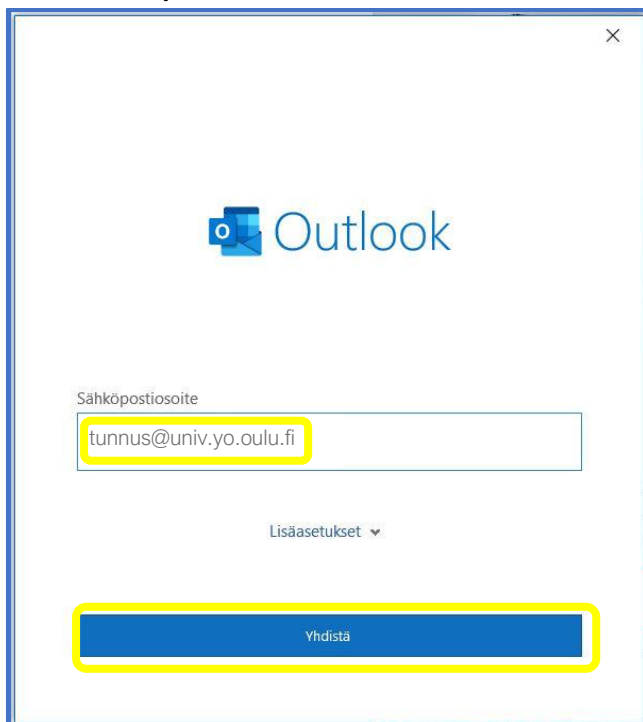 Outlook
Sähköpostiosoite
tunnus@univ.yo.oulu.fi
Lisäasetukset
Yhdistä